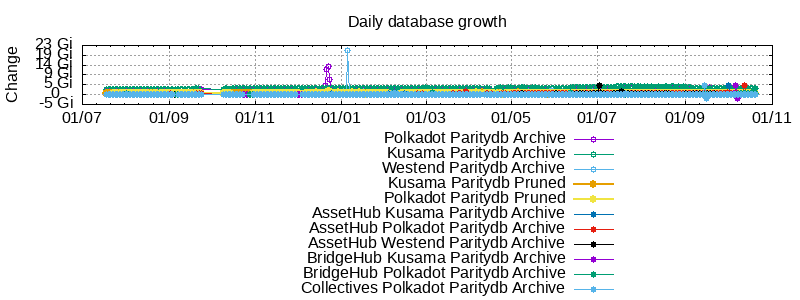 Daily database growth
Change
23 Gi
19 Gi
14 Gi
9 Gi
5 Gi
0
-5 Gi
01/07 01/09 01/11 01/01 01/03 01/05 01/07 01/09 01/11
Polkadot Paritydb Archive
Kusama Paritydb Archive
Westend Paritydb Archive
Kusama Paritydb Pruned
Polkadot Paritydb Pruned
AssetHub Kusama Paritydb Archive
AssetHub Polkadot Paritydb Archive
AssetHub Westend Paritydb Archive
BridgeHub Kusama Paritydb Archive
BridgeHub Polkadot Paritydb Archive
Collectives Polkadot Paritydb Archive